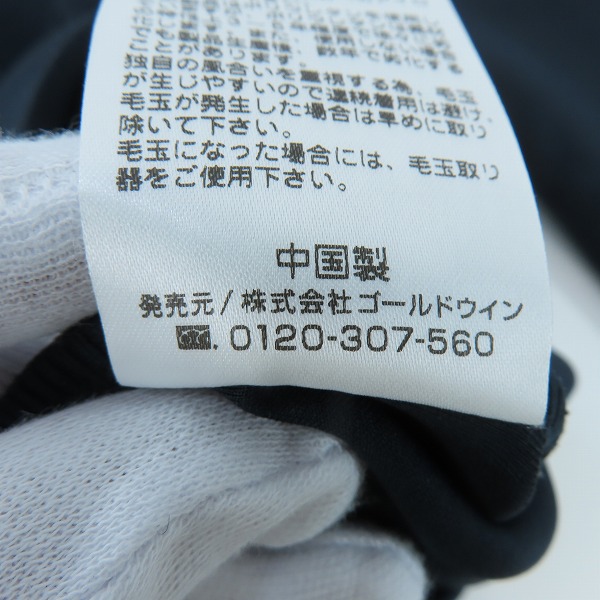 独自の風合いを重視する為、毛玉
が生じやすいので連続着用は避け、
毛玉が発生した場合は早めに取り
除いて下さい。
毛玉になった場合には、毛玉取り
器をご使用下さい。
中国製
発売元/株式会社ゴールドウイン
0120-307-560